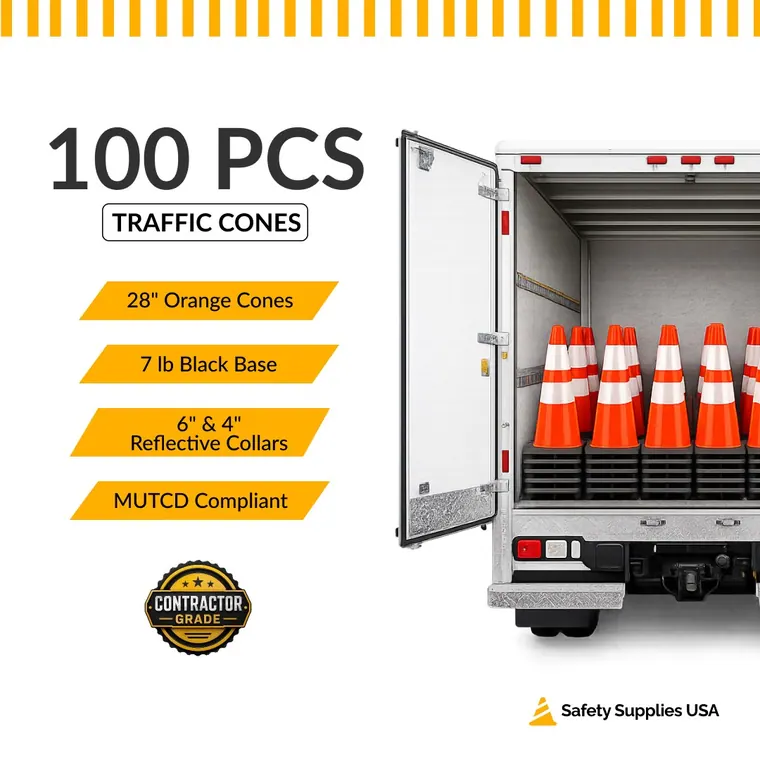 100 PCS
TRAFFIC CONES
28" Orange Cones
7 lb Black Base
6" & 4"
Reflective Collars
MUTCD Compliant
CONTRACTOR
GRADE
Safety Supplies USA